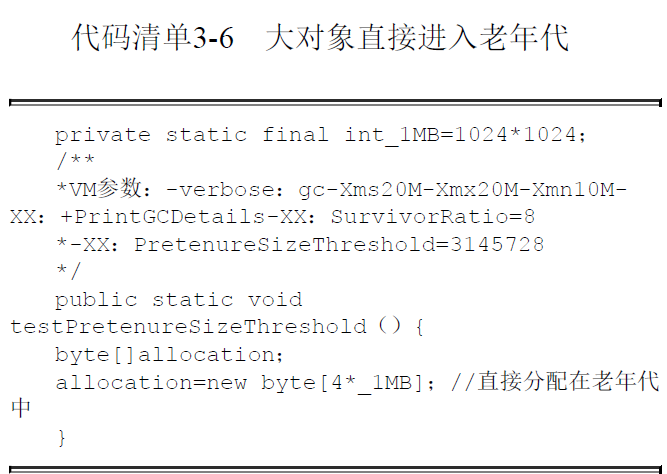 代码清单3-6 大对象直接进入老年代
private static final int_1MB=1024*1024；
/**
*VM参数：-verbose：gc-Xms20M-Xmx20M-Xmn10M-
XX：+PrintGCDetails-XX：SurvivorRatio=8
*-XX：PretenureSizeThreshold=3145728
*/
public static void
testPretenureSizeThreshold（）{
byte[]allocation；
allocation=new byte[4*_1MB]；//直接分配在老年代
中
}